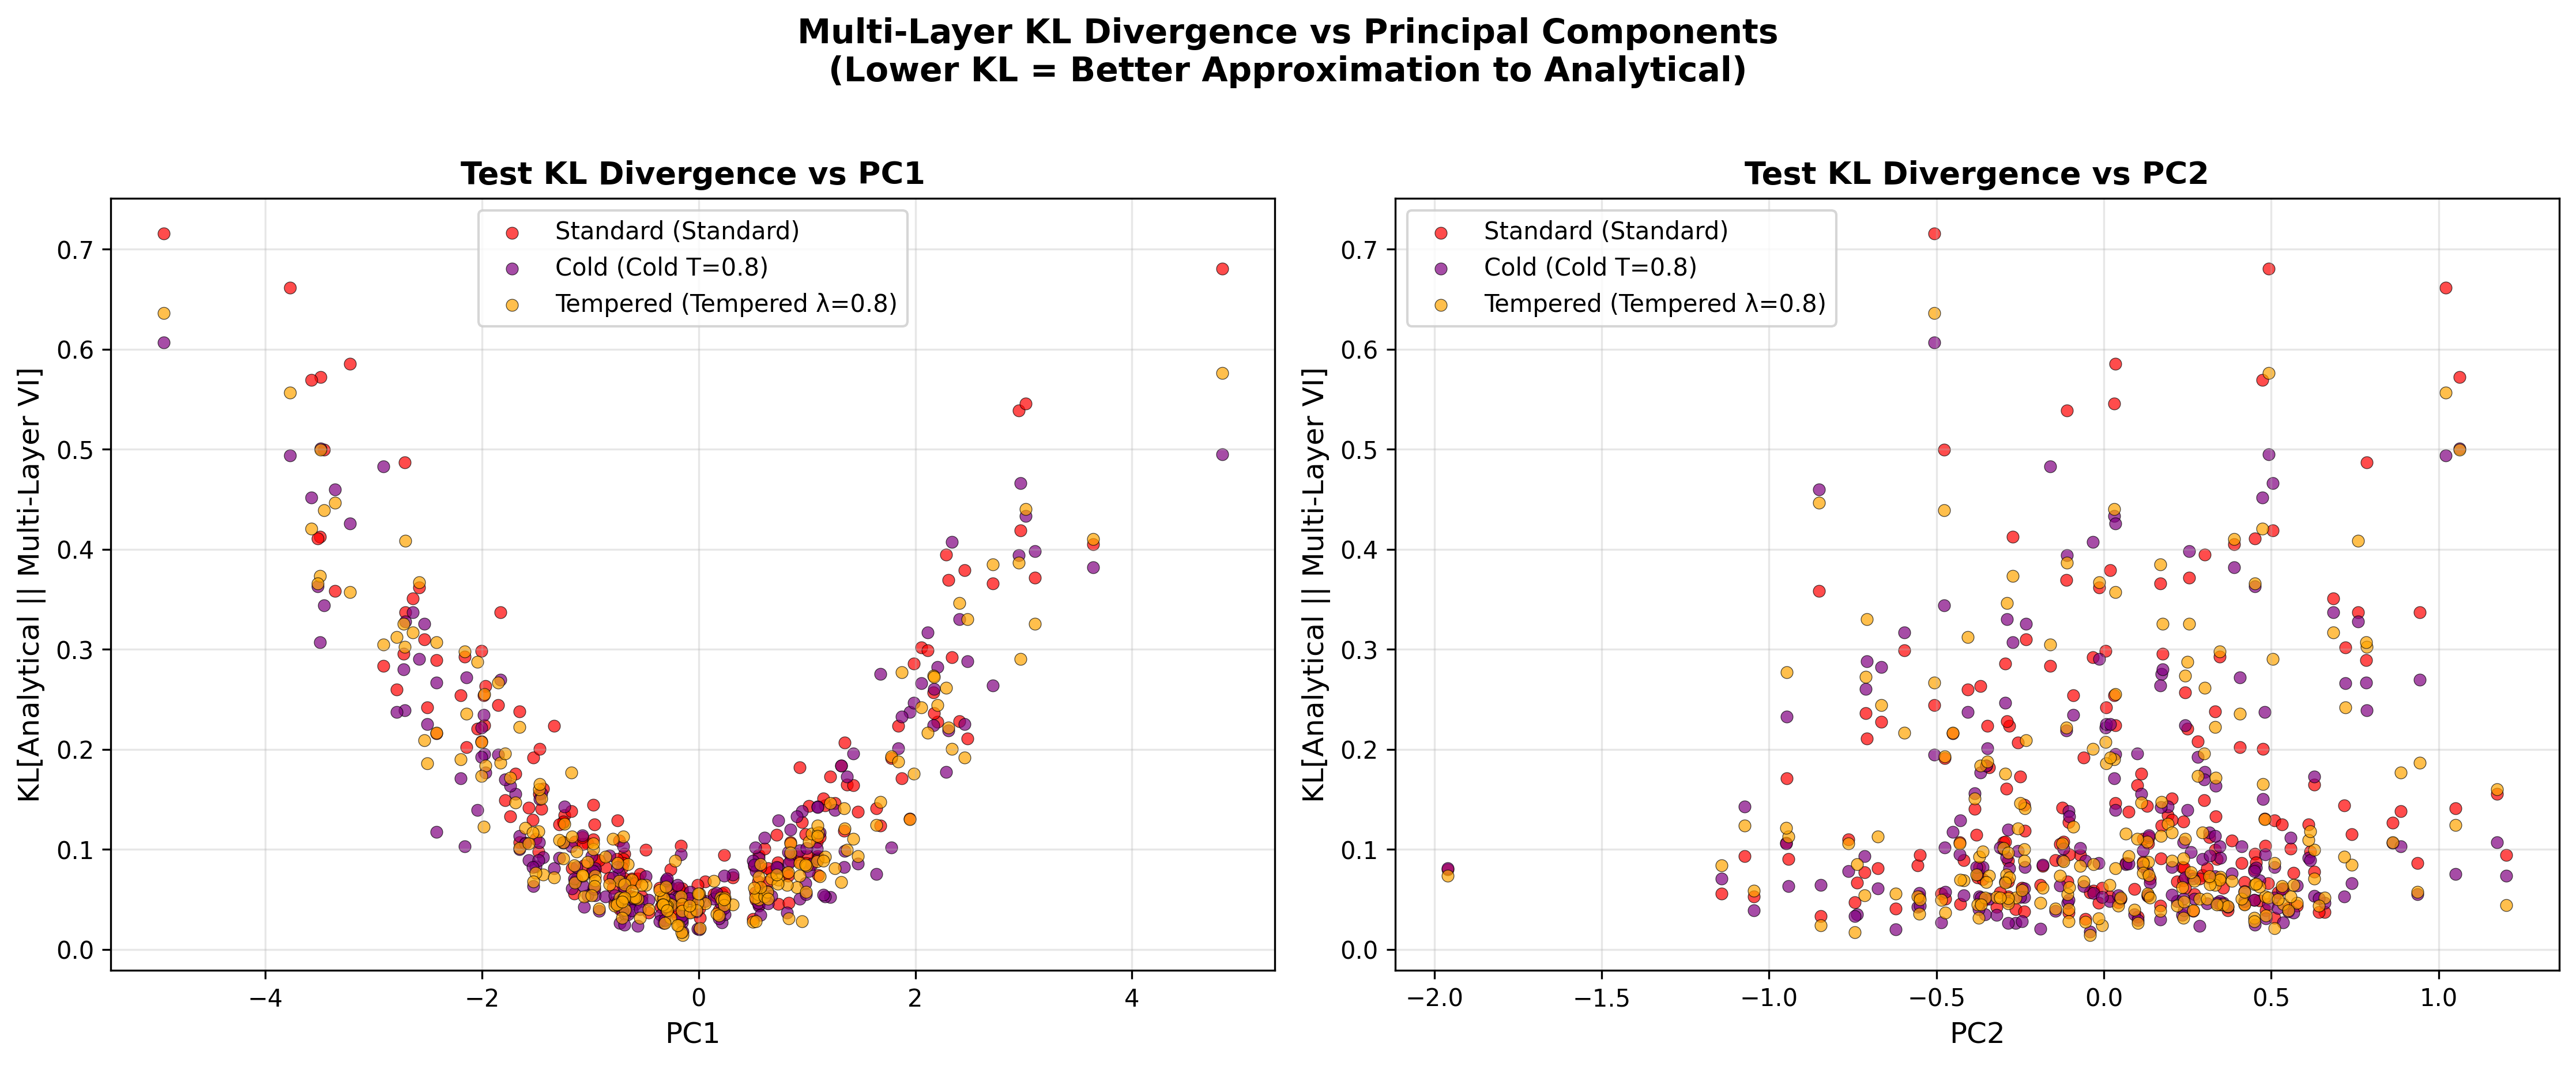 Multi-Layer KL Divergence vs Principal Components
(Lower KL = Better Approximation to Analytical)
Test KL Divergence vs PC1
Standard (Standard)
Cold (Cold T=0.8)
Tempered (Tempered λ=0.8)
KL[Analytical || Multi-Layer VI]
0.7
0.6
0.5
0.4
0.3
0.2
0.1
0.0
−4
−2
0
2
4
PC1
Test KL Divergence vs PC2
Standard (Standard)
Cold (Cold T=0.8)
Tempered (Tempered λ=0.8)
KL[Analytical || Multi-Layer VI]
0.7
0.6
0.5
0.4
0.3
0.2
0.1
0.0
−2.0
−1.5
−1.0
−0.5
0.0
0.5
1.0
PC2